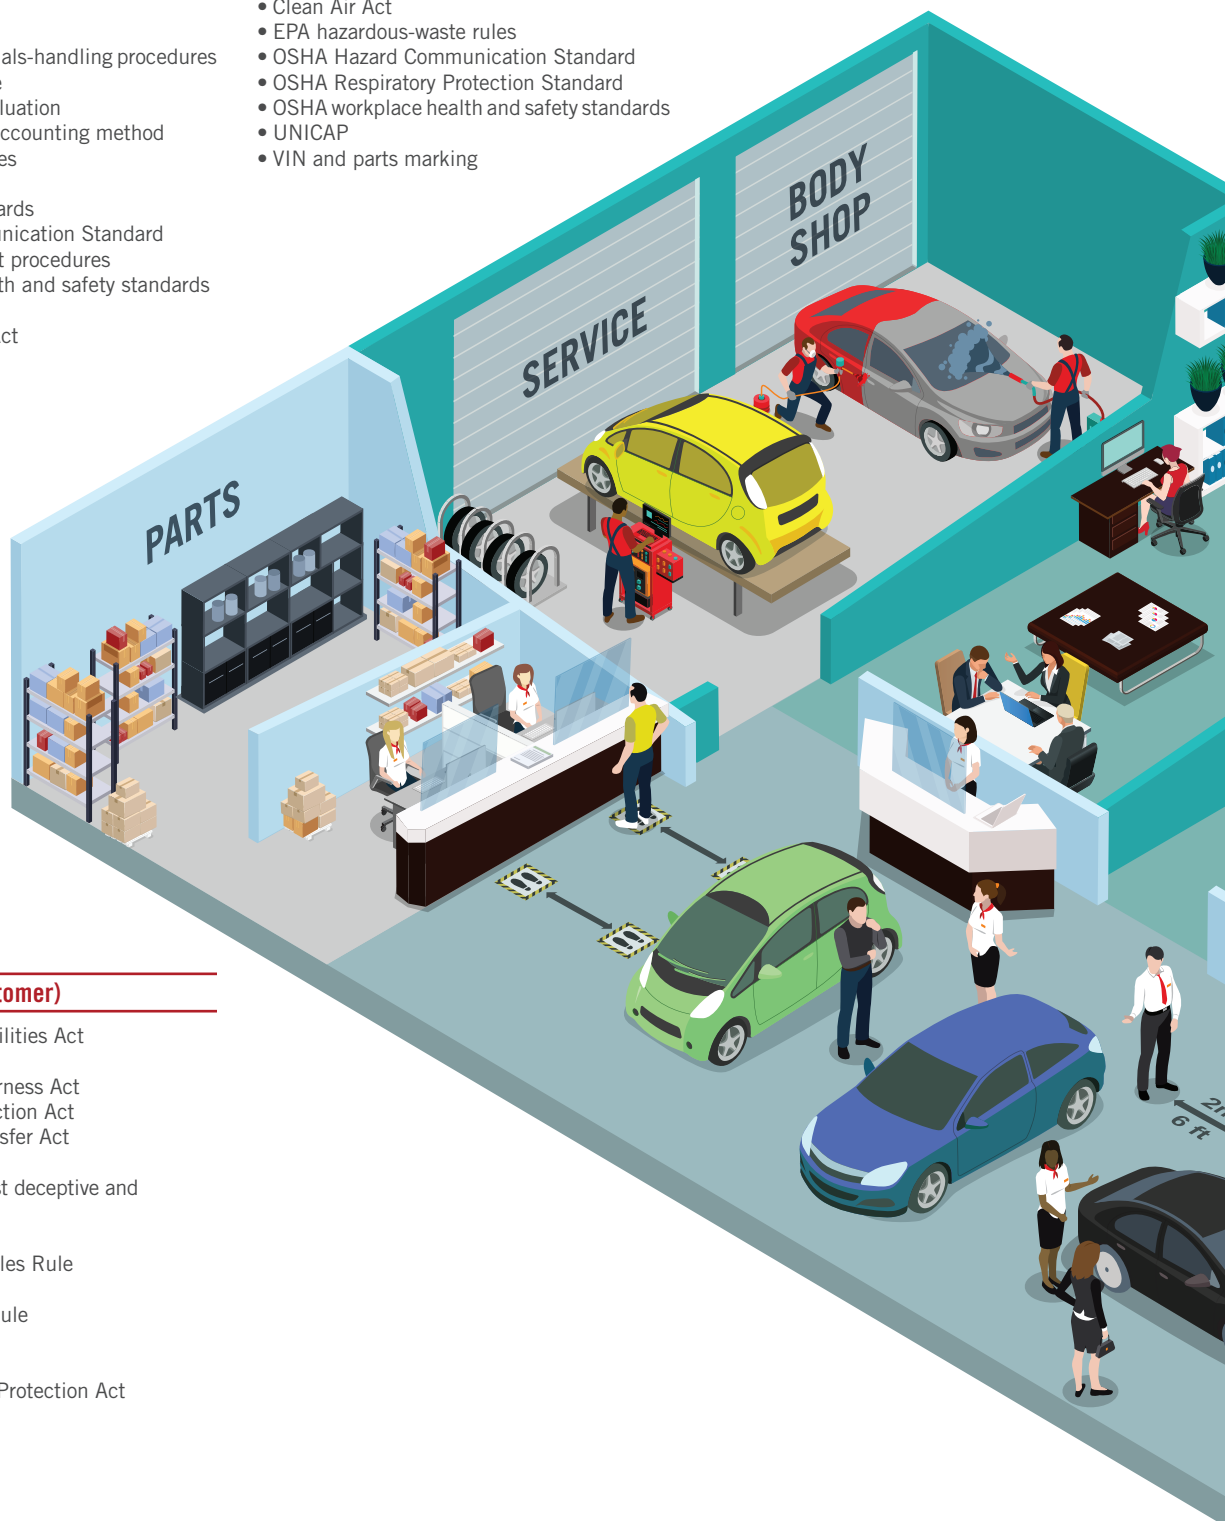 als-handling procedures
e
luation
ccounting method
es
ards
unication Standard
t procedures
th and safety standards
ct
• Clean Air Act
• EPA hazardous-waste rules
• OSHA Hazard Communication Standard
• OSHA Respiratory Protection Standard
• OSHA workplace health and safety standards
• UNICAP
• VIN and parts marking
BODY
SHOP
SERVICE
PARTS
tomer)
ilities Act
rness Act
ction Act
sfer Act
t deceptive and
les Rule
ule
Protection Act
2m
6 ft